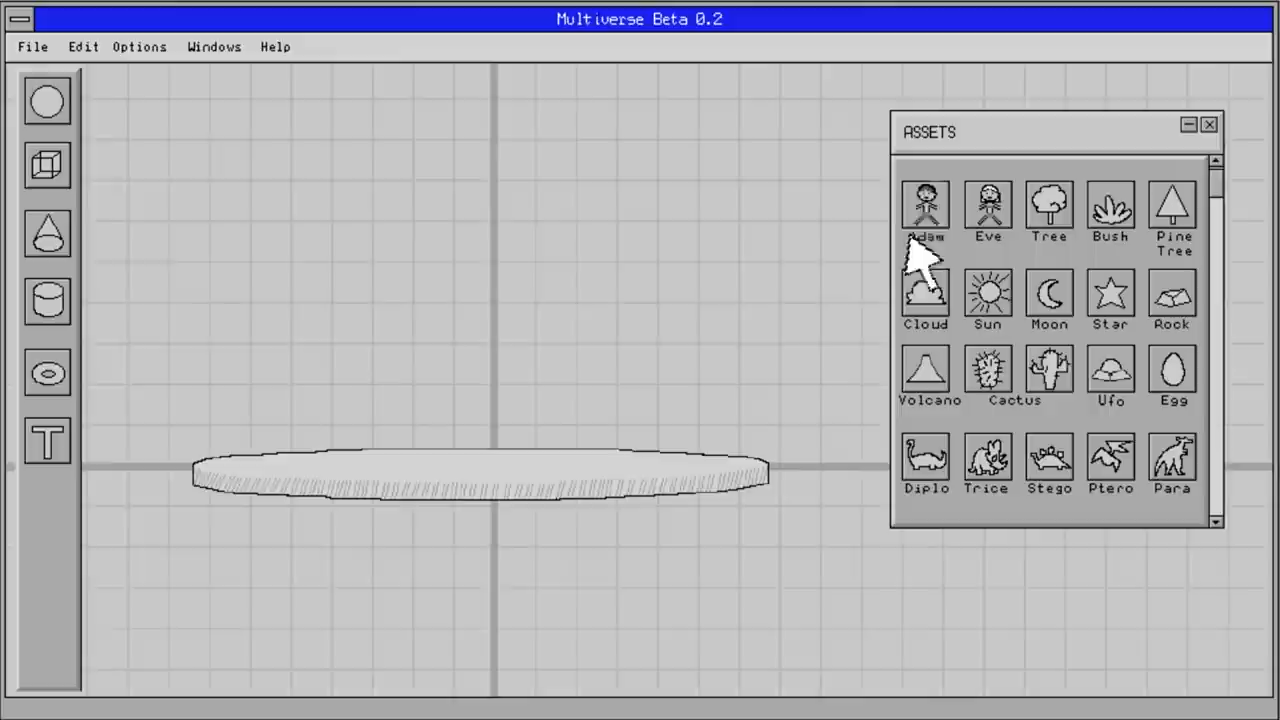 Multiverse Beta 0.2
File Edit Options Windows Help
ASSETS
Adam Eve Tree Bush Pine
Tree
Cloud Sun Moon Star Rock
Volcano Cactus Ufo Egg
Diplo Trice Stego Ptero Para
T